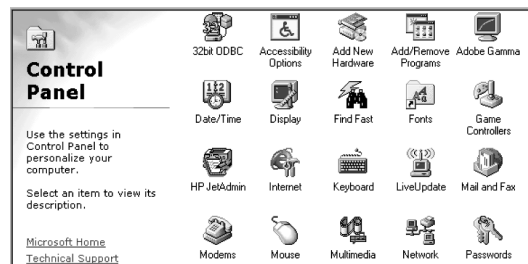 Control
Panel
Use the settings in
Control Panel to
personalize your
computer.
Select an item to view its
description.
Microsoft Home
Technical Support
32bit ODBC
Accessibility
Options
Add New
Hardware
Add/Remove
Programs
Adobe Gamma
Date/Time
Display
Find Fast
Fonts
Game
Controllers
HP JetAdmin
Internet
Keyboard
LiveUpdate
Mail and Fax
Modems
Mouse
Multimedia
Network
Passwords